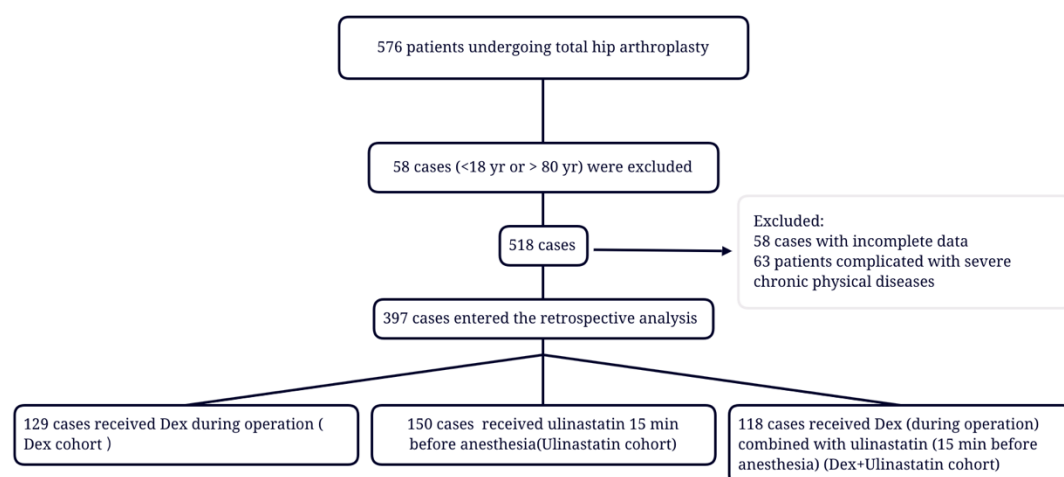 576 patients undergoing total hip arthroplasty
58 cases (<18 yr or > 80 yr) were excluded
518 cases
Excluded:
58 cases with incomplete data
63 patients complicated with severe
chronic physical diseases
397 cases entered the retrospective analysis
129 cases received Dex during operation (
Dex cohort )
150 cases  received ulinastatin 15 min
before anesthesia(Ulinastatin cohort)
118 cases received Dex (during operation)
combined with ulinastatin (15 min before
anesthesia) (Dex+Ulinastatin cohort)